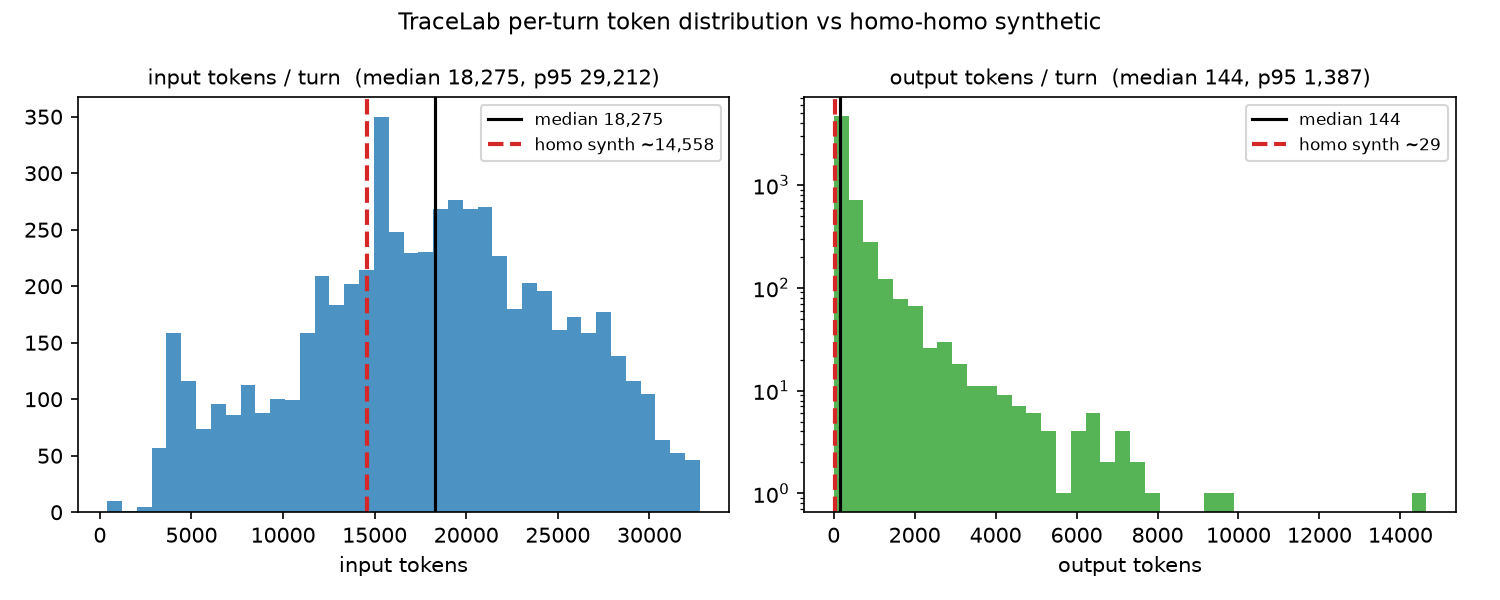 TraceLab per-turn token distribution vs homo-homo synthetic
input tokens / turn  (median 18,275, p95 29,212)
350
300
250
200
150
100
50
0
median 18,275
homo synth ~14,558
0 5000 10000 15000 20000 25000 30000
input tokens
output tokens / turn  (median 144, p95 1,387)
10³
10²
10¹
10⁰
median 144
homo synth ~29
0 2000 4000 6000 8000 10000 12000 14000
output tokens